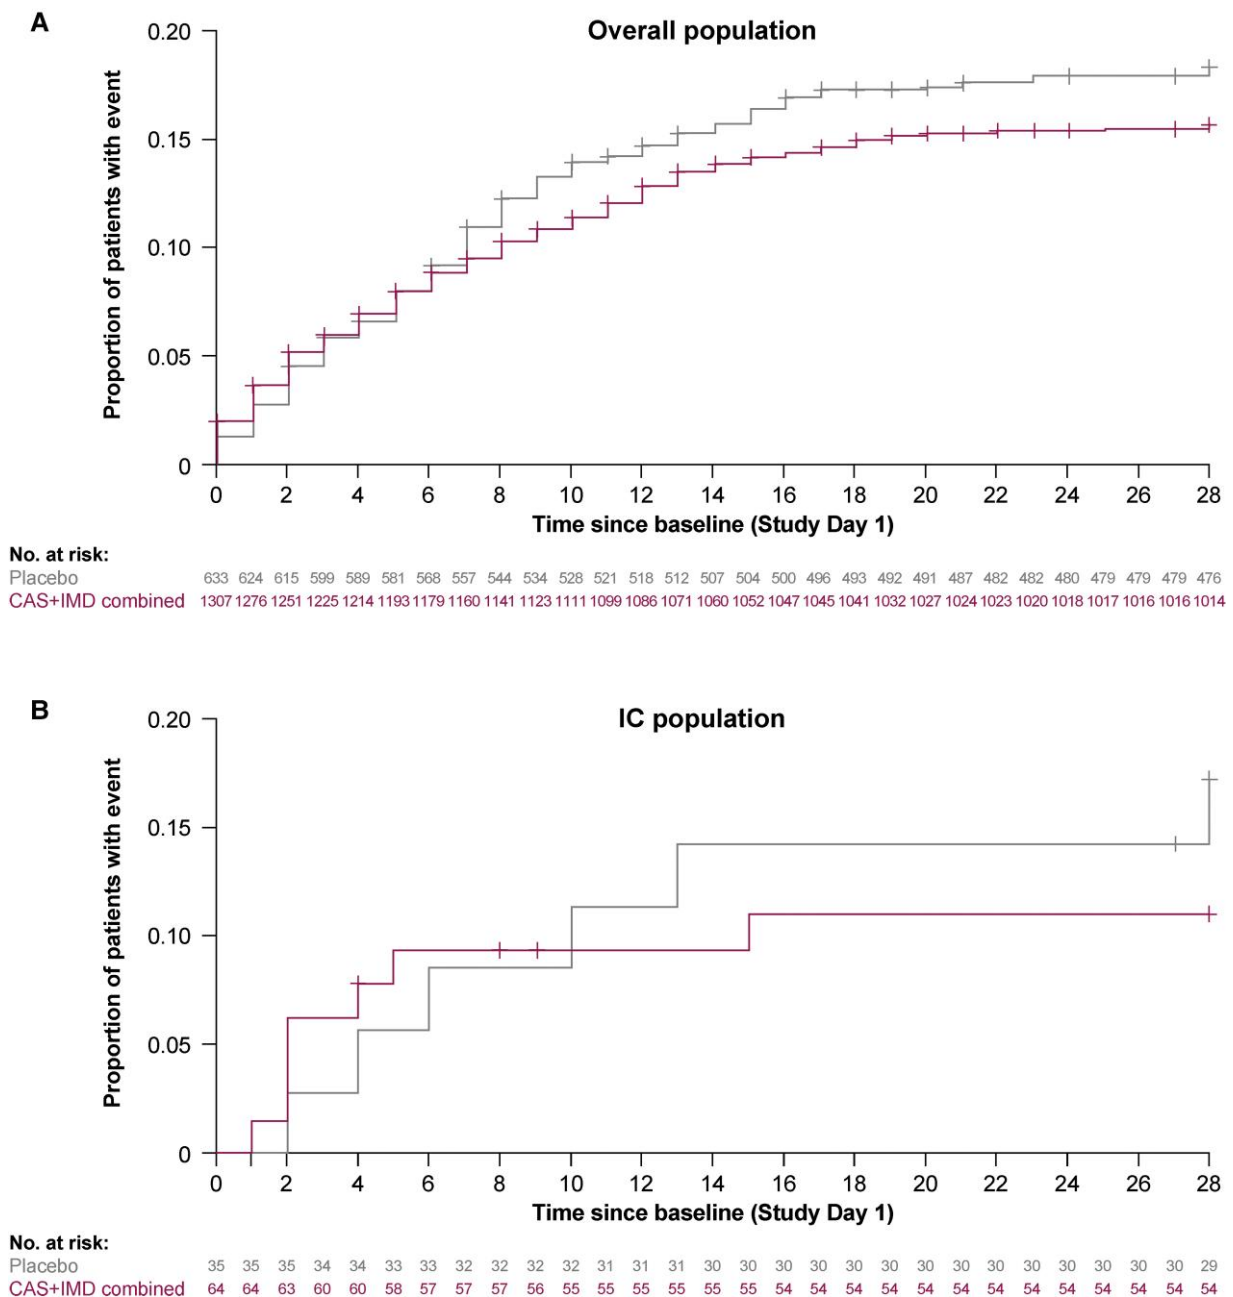 A
Overall population
Proportion of patients with event
0.20
0.15
0.10
0.05
0
0 2 4 6 8 10 12 14 16 18 20 22 24 26 28
Time since baseline (Study Day 1)
No. at risk:
Placebo 633 624 615 599 589 581 568 557 544 534 528 521 518 512 507 504 500 496 493 492 491 487 482 482 480 479 479 479 476
CAS+IMD combined 1307 1276 1251 1225 1214 1193 1179 1160 1141 1123 1111 1099 1086 1071 1060 1052 1047 1045 1041 1032 1027 1024 1023 1020 1018 1017 1016 1016 1014
B
IC population
Proportion of patients with event
0.20
0.15
0.10
0.05
0
0 2 4 6 8 10 12 14 16 18 20 22 24 26 28
Time since baseline (Study Day 1)
No. at risk:
Placebo 35 35 35 34 34 33 33 32 32 32 32 31 31 31 30 30 30 30 30 30 30 30 30 30 30 30 30 30 29
CAS+IMD combined 64 64 63 60 60 58 57 57 57 56 55 55 55 55 55 55 54 54 54 54 54 54 54 54 54 54 54 54 54